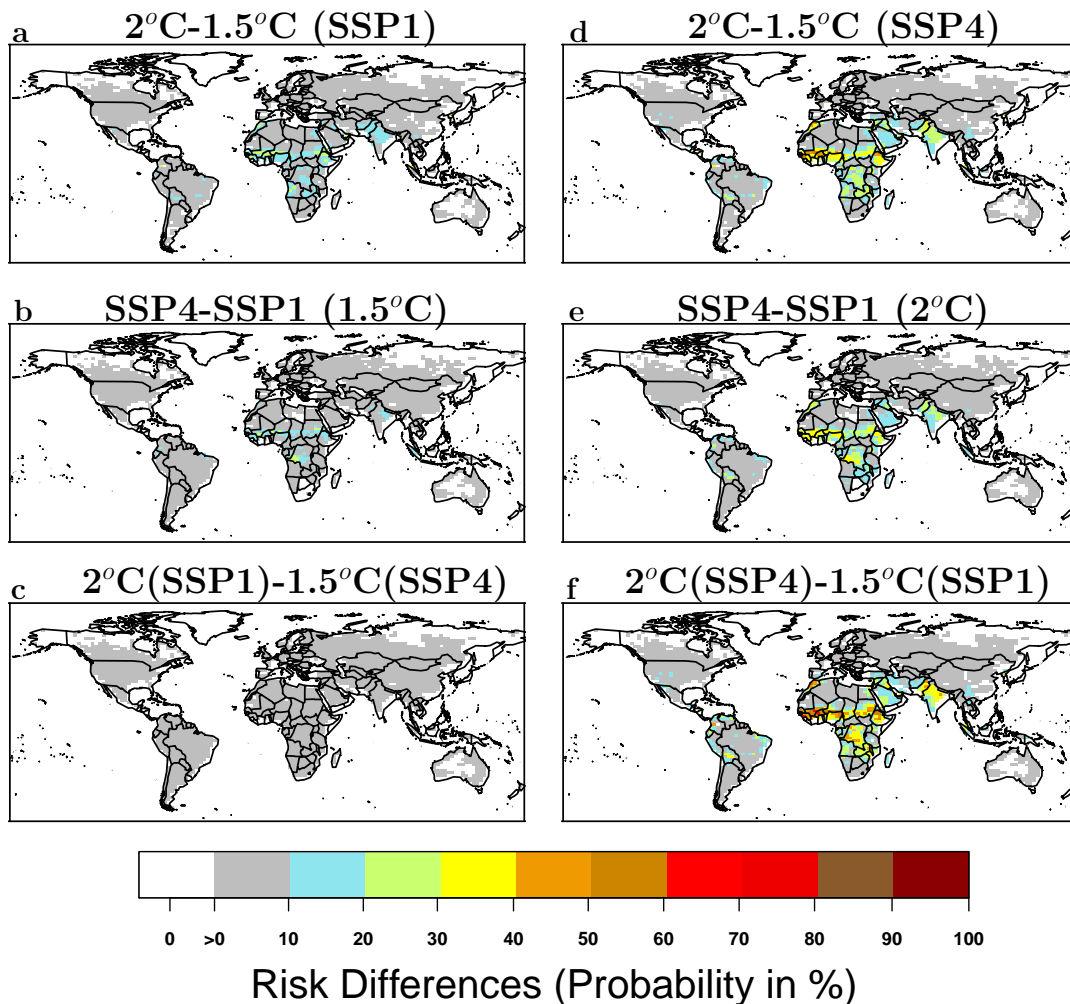 a 2°C-1.5°C (SSP1)
d 2°C-1.5°C (SSP4)
b SSP4-SSP1 (1.5°C)
e SSP4-SSP1 (2°C)
c 2°C(SSP1)-1.5°C(SSP4)
f 2°C(SSP4)-1.5°C(SSP1)
0 >0 10 20 30 40 50 60 70 80 90 100
Risk Differences (Probability in %)